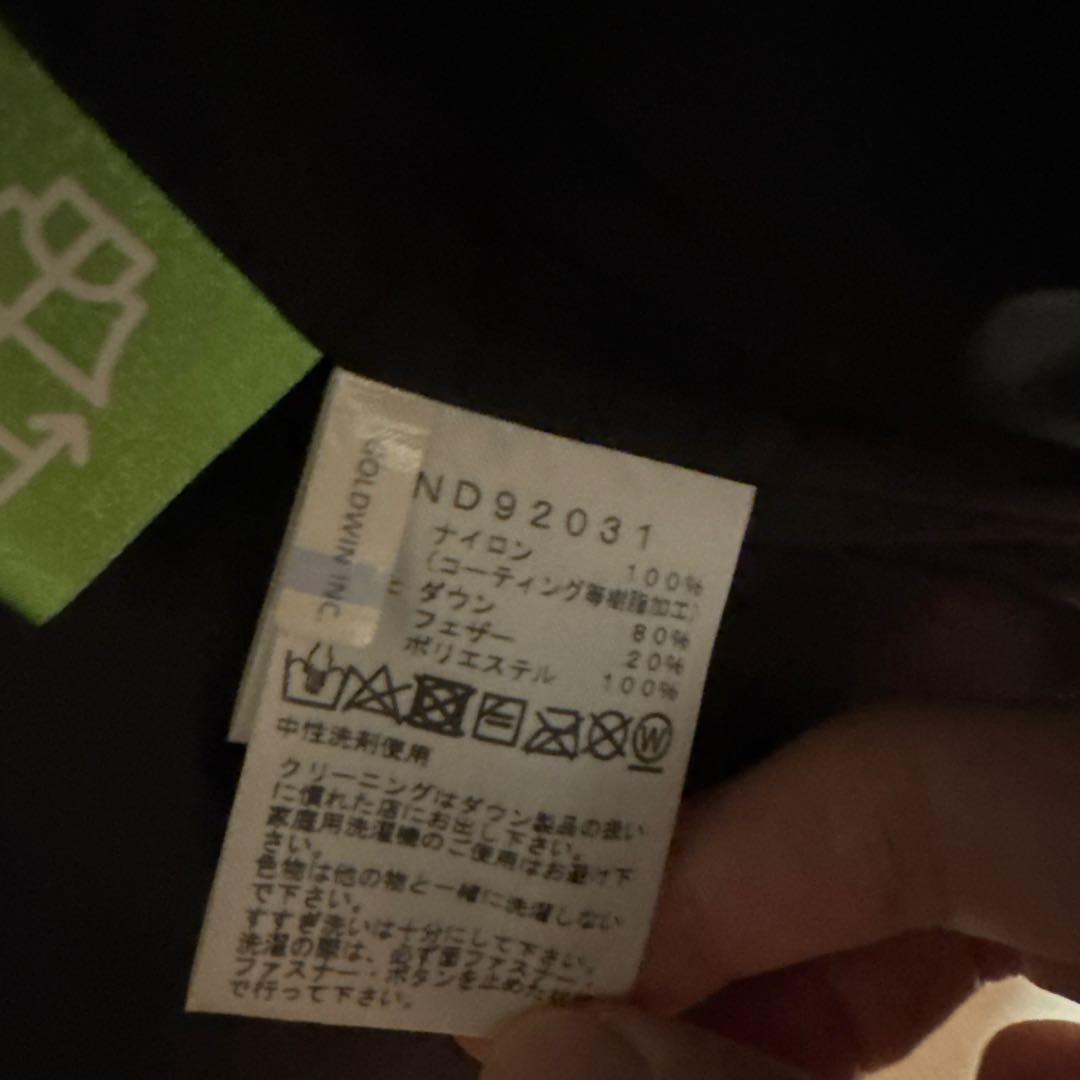 GOLDWIN INC.
ND92031
ナイロン 100%
(コーティング等樹脂加工)
ダウン 80%
フェザー 20%
ポリエステル 100%
W
中性洗剤使用
クリーニングはダウン製品の扱い
に慣れた店にお出し下さい。
家庭用洗濯機のご使用はお避け下
さい。
色物は他の物と一緒に洗濯しない
で下さい。
すすぎ洗いは十分にして下さい。
洗濯の際は、必ず面ファスナー、
ファスナー、ボタンを止めた状態
で行って下さい。